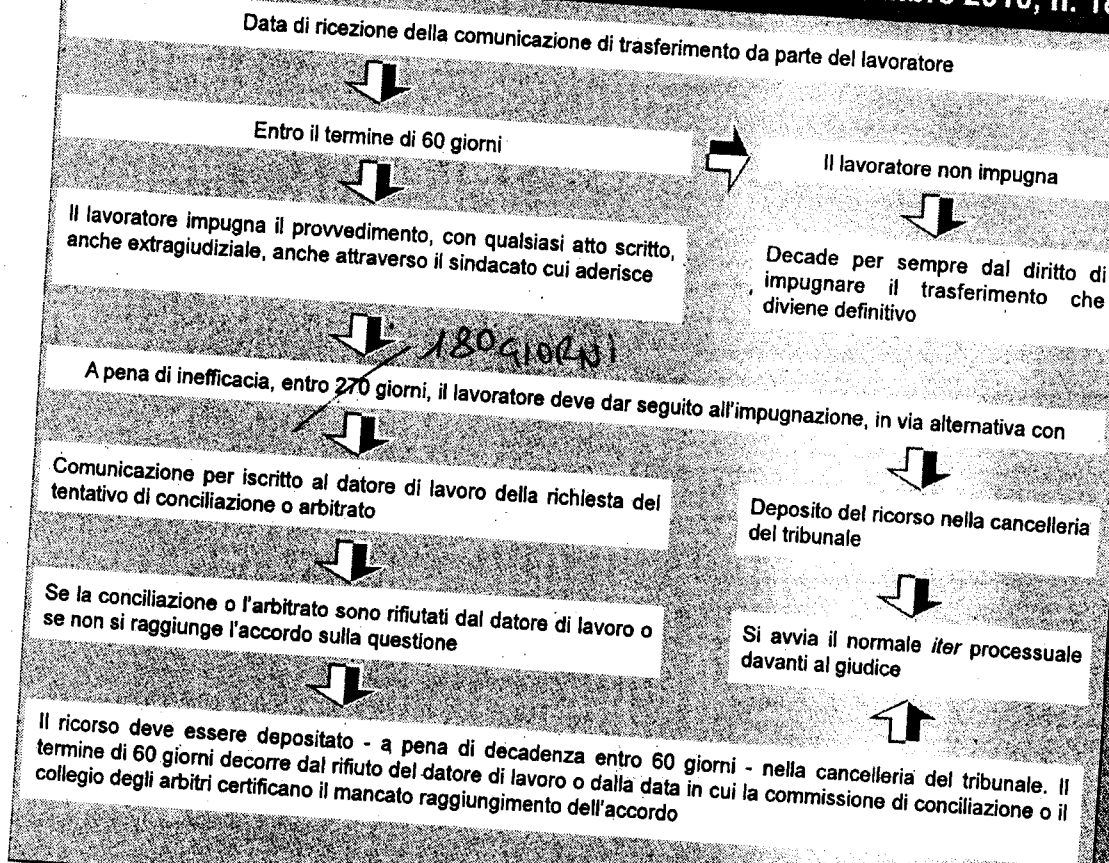 2010, n.
Data di ricezione della comunicazione di trasferimento da parte del lavoratore
Entro il termine di 60 giorni
Il lavoratore non impugna
Il lavoratore impugna il provvedimento, con qualsiasi atto scritto,
anche extragiudiziale, anche attraverso il sindacato cui aderisce
Decade per sempre dal diritto di
impugnare il trasferimento che
diviene definitivo
180 GIORNI
A pena di inefficacia, entro 270 giorni, il lavoratore deve dar seguito all'impugnazione, in via alternativa con
Comunicazione per iscritto al datore di lavoro della richiesta del
tentativo di conciliazione o arbitrato
Deposito del ricorso nella cancelleria
del tribunale
Se la conciliazione o l'arbitrato sono rifiutati dal datore di lavoro o
se non si raggiunge l'accordo sulla questione
Si avvia il normale iter processuale
davanti al giudice
Il ricorso deve essere depositato - a pena di decadenza entro 60 giorni - nella cancelleria del tribunale. Il
termine di 60 giorni decorre dal rifiuto del datore di lavoro o dalla data in cui la commissione di conciliazione o il
collegio degli arbitri certificano il mancato raggiungimento dell'accordo